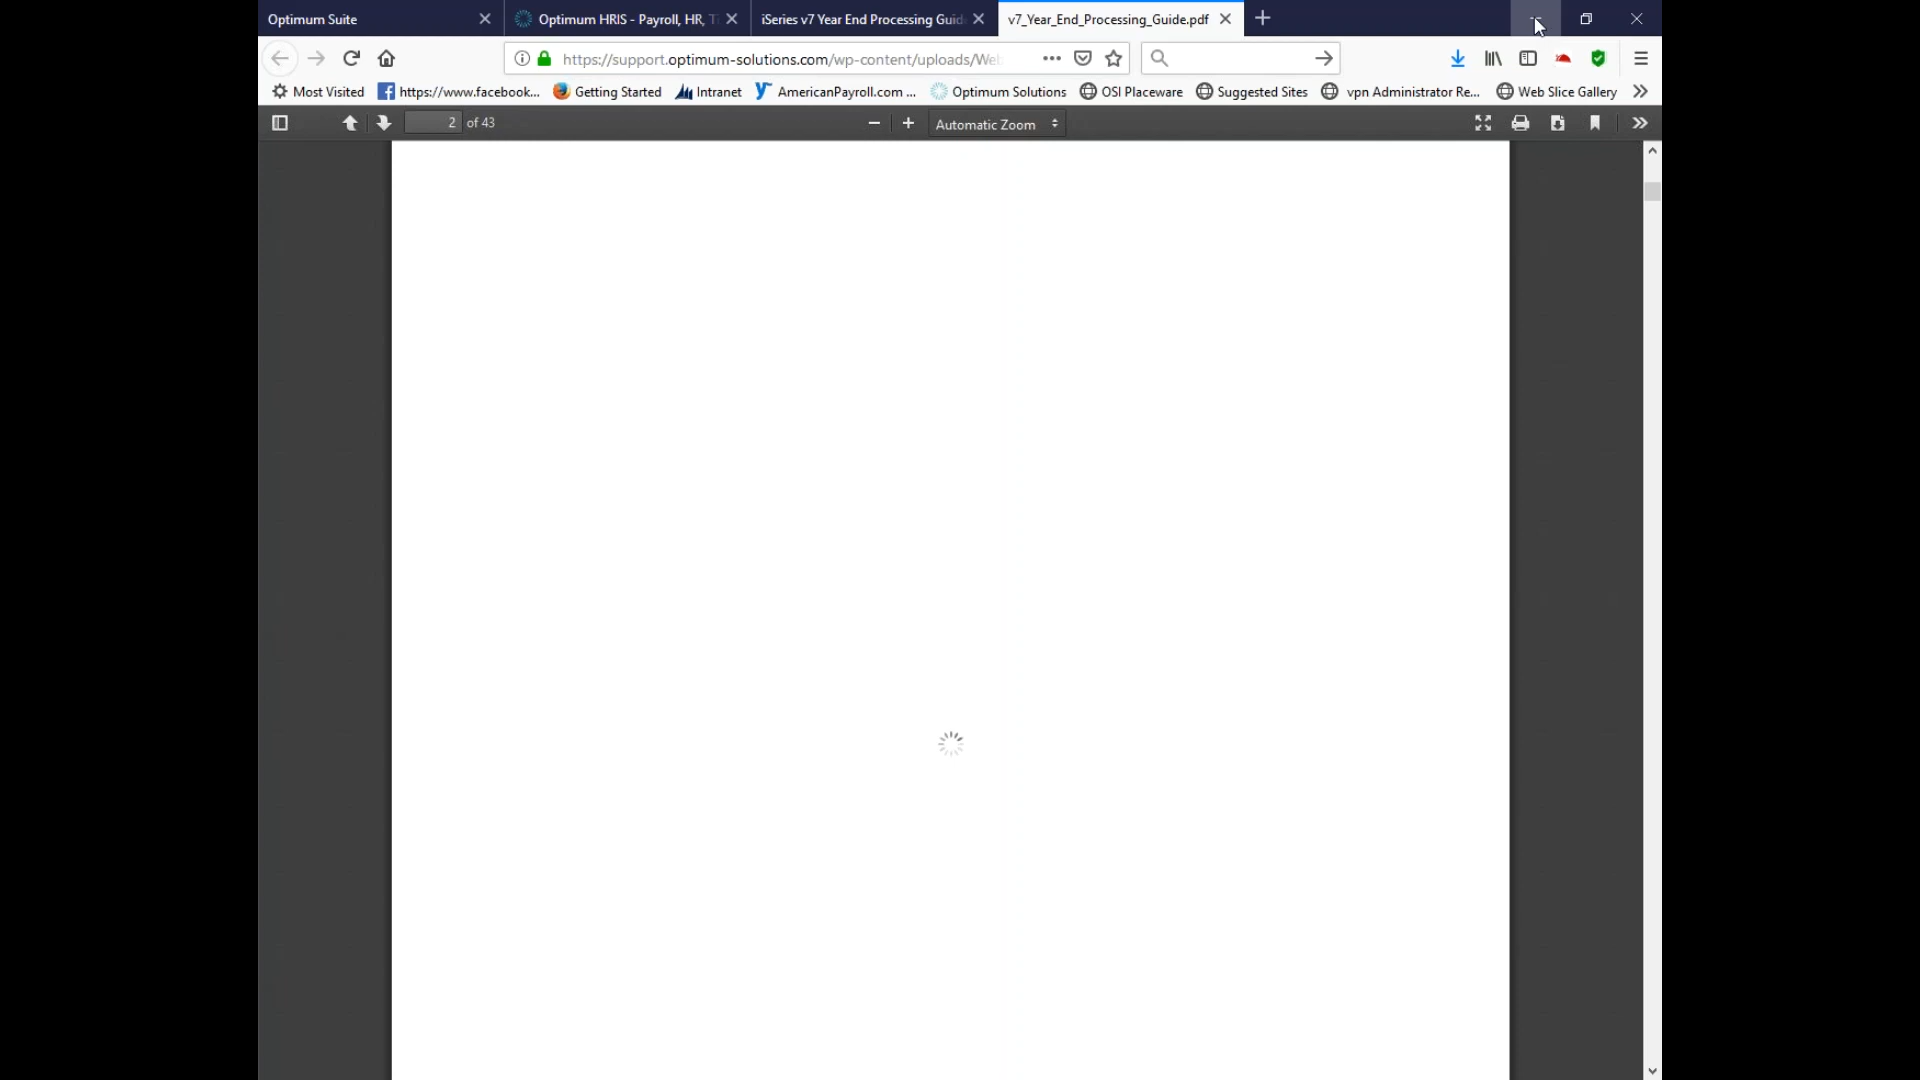 Optimum Suite
Optimum HRIS - Payroll, HR, T
iSeries v7 Year End Processing Guid
v7_Year_End_Processing_Guide.pdf
https://support.optimum-solutions.com/wp-content/uploads/Web
Most Visited
https://www.facebook...
Getting Started
Intranet
AmericanPayroll.com ...
Optimum Solutions
OSI Placeware
Suggested Sites
vpn Administrator Re...
Web Slice Gallery
2 of 43
Automatic Zoom